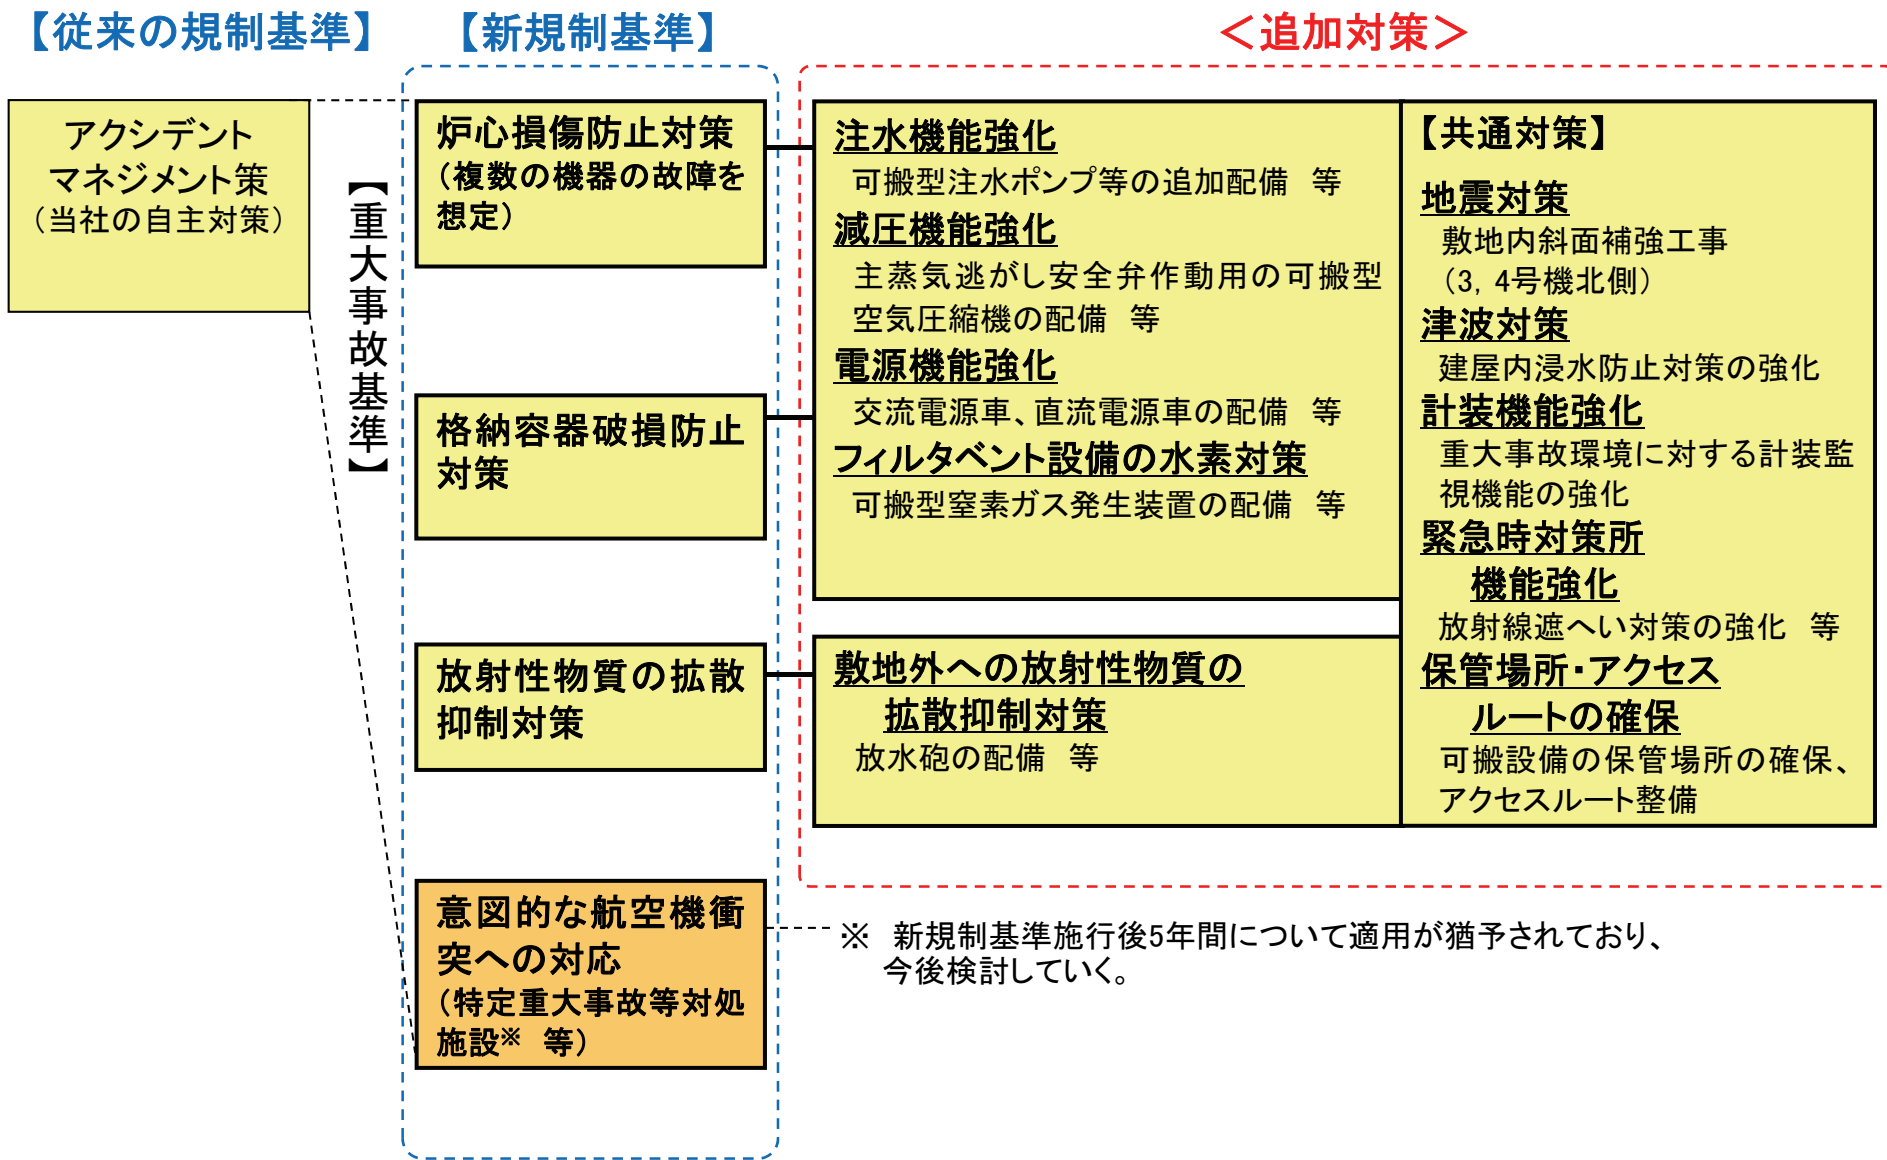 【従来の規制基準】
【新規制基準】
＜追加対策＞
アクシデント
マネジメント策
（当社の自主対策）
【重大事故基準】
炉心損傷防止対策
（複数の機器の故障を
想定）
格納容器破損防止
対策
放射性物質の拡散
抑制対策
意図的な航空機衝
突への対応
（特定重大事故等対処
施設※　等）
注水機能強化
可搬型注水ポンプ等の追加配備　等
減圧機能強化
主蒸気逃がし安全弁作動用の可搬型
空気圧縮機の配備　等
電源機能強化
交流電源車、直流電源車の配備　等
フィルタベント設備の水素対策
可搬型窒素ガス発生装置の配備　等
敷地外への放射性物質の
拡散抑制対策
放水砲の配備　等
【共通対策】
地震対策
敷地内斜面補強工事
（3，4号機北側）
津波対策
建屋内浸水防止対策の強化
計装機能強化
重大事故環境に対する計装監
視機能の強化
緊急時対策所
機能強化
放射線遮へい対策の強化　等
保管場所・アクセス
ルートの確保
可搬設備の保管場所の確保、
アクセスルート整備
※　新規制基準施行後5年間について適用が猶予されており、
今後検討していく。